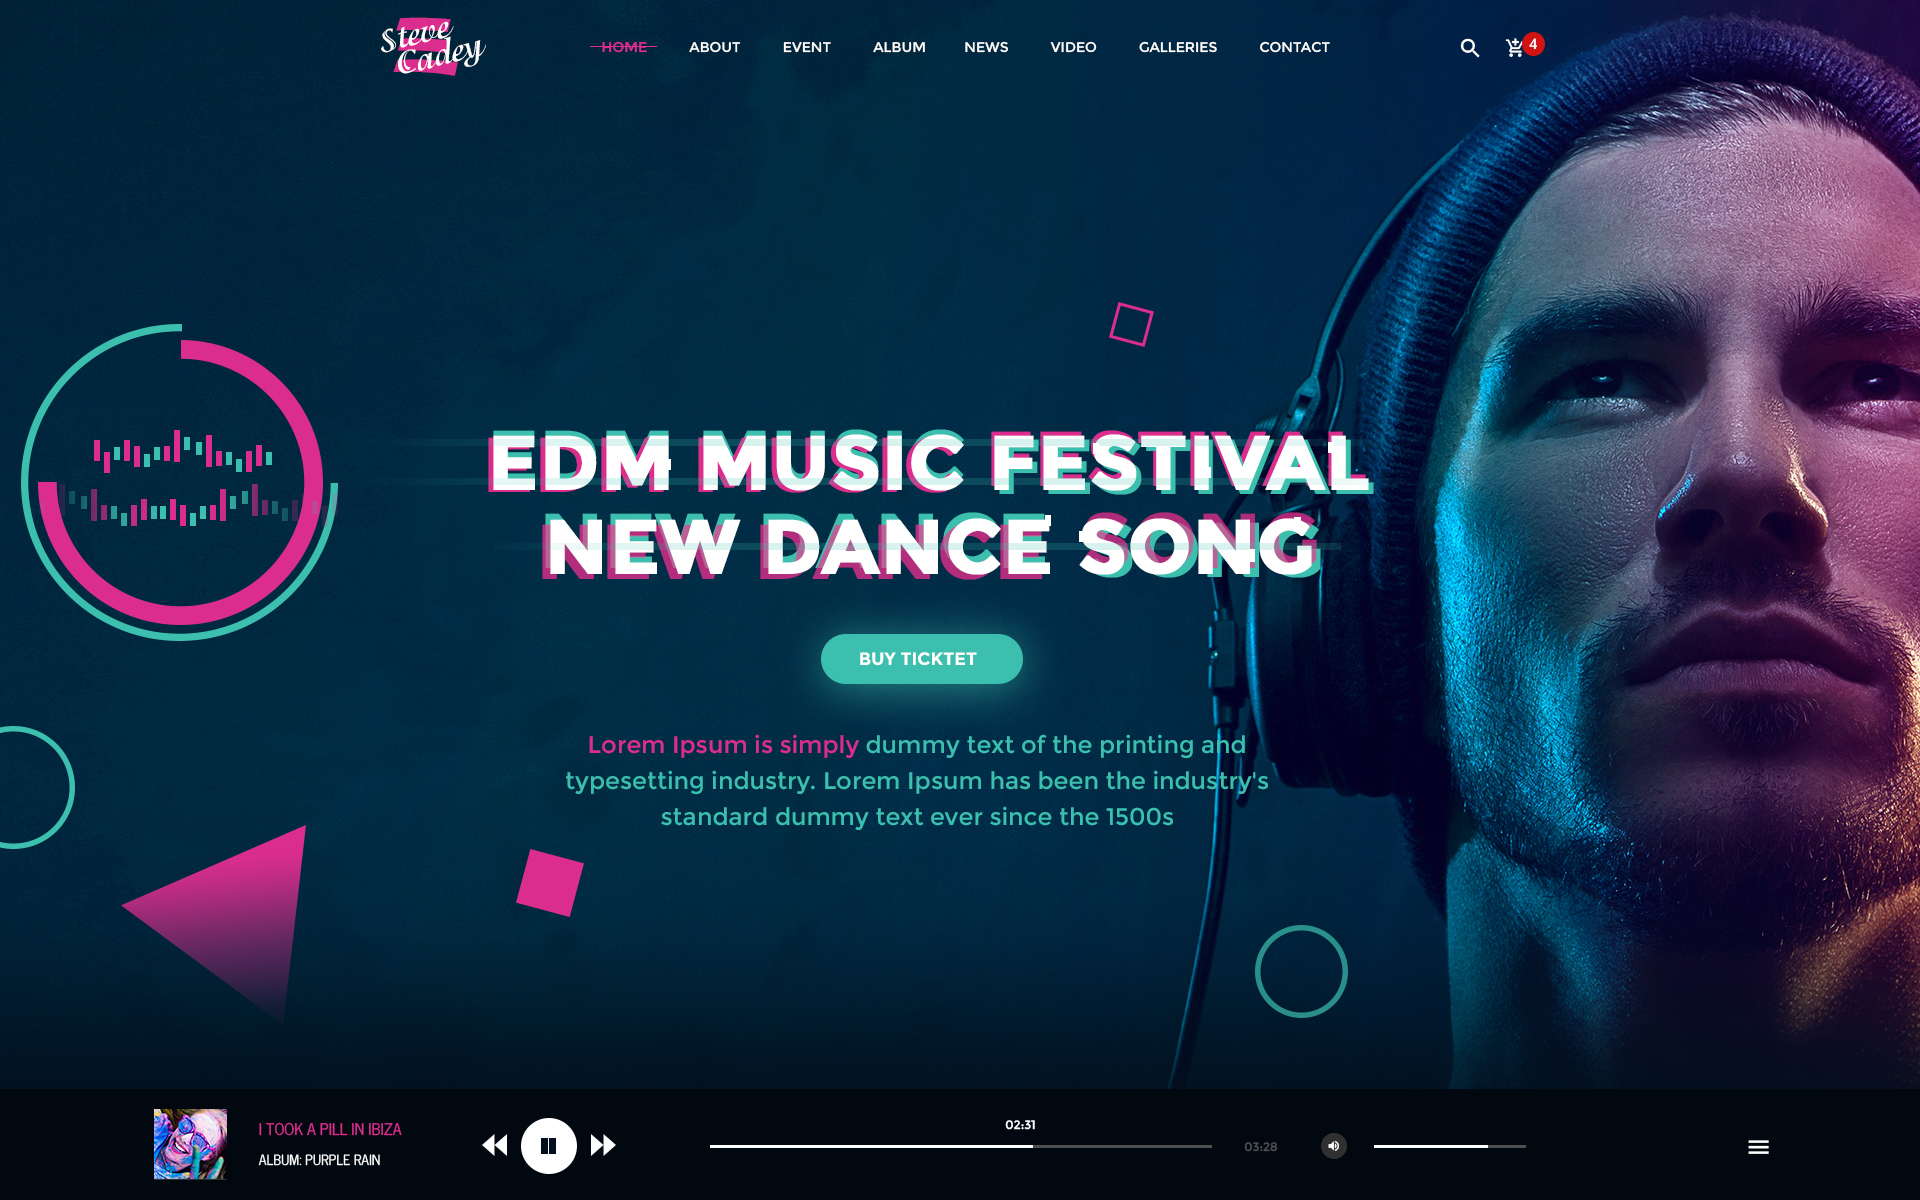 Steve
Cadey
HOME ABOUT EVENT ALBUM NEWS VIDEO GALLERIES CONTACT
4
EDM MUSIC FESTIVAL
NEW DANCE SONG
BUY TICKTET
Lorem Ipsum is simply dummy text of the printing and
typesetting industry. Lorem Ipsum has been the industry's
standard dummy text ever since the 1500s
I TOOK A PILL IN IBIZA
ALBUM: PURPLE RAIN
02:31
03:28